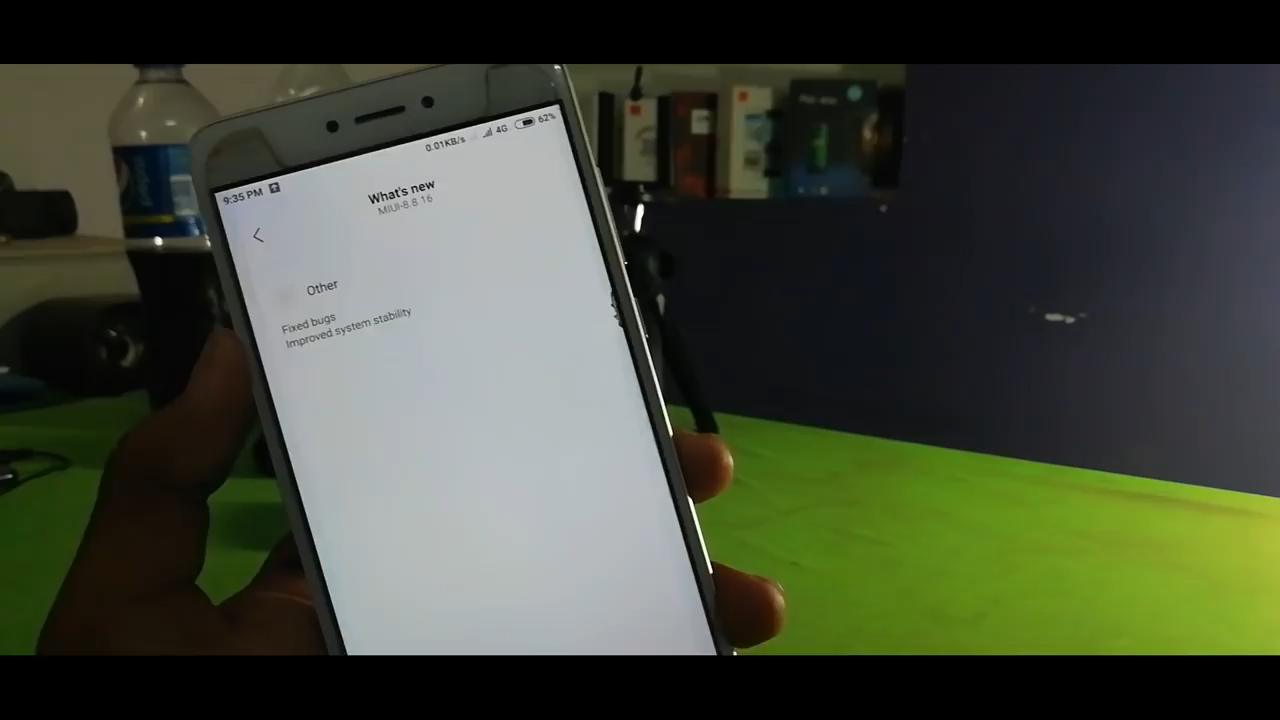 9:35 PM
0.01KB/s 4G 62%
What's new
MIUI-8.8 16
Other
Fixed bugs
Improved system stability